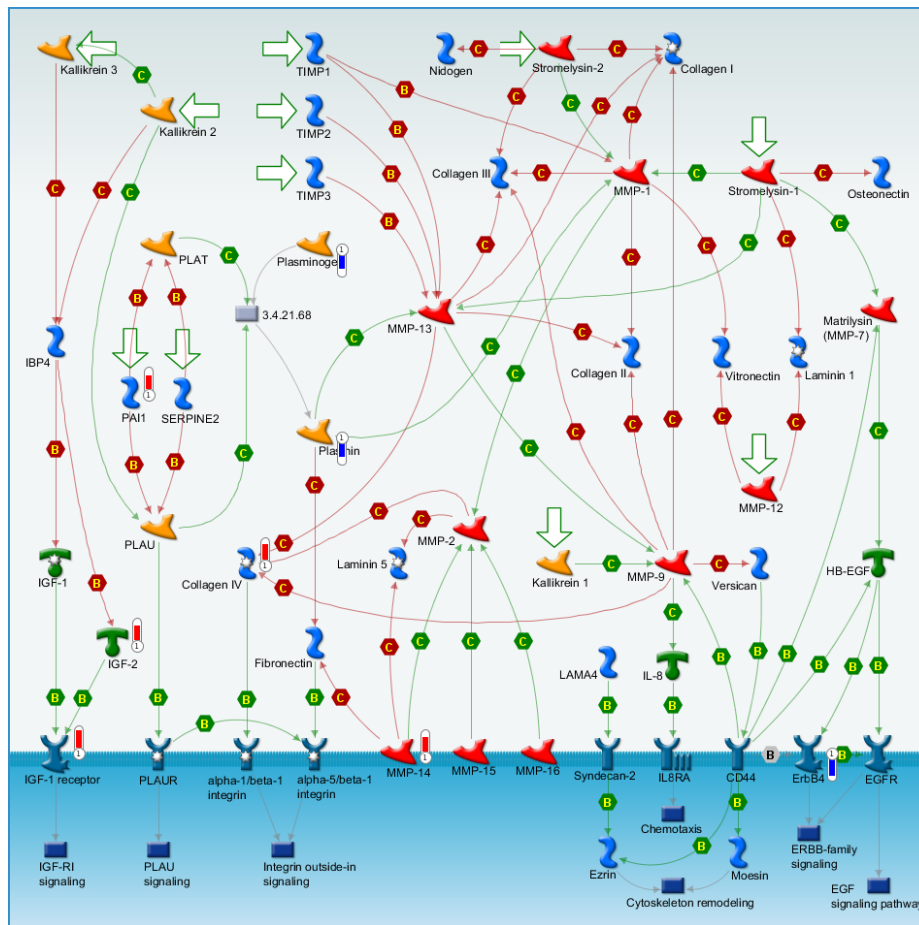 Kallikrein 3
TIMP1
Nidogen
Stromelysin-2
Collagen I
Kallikrein 2
TIMP2
TIMP3
Collagen III
MMP-1
Stromelysin-1
Osteonectin
PLAT
Plasminoge
3.4.21.68
MMP-13
Matrilysin
(MMP-7)
IBP4
Collagen II
Vitronectin
Laminin 1
PAI1
SERPINE2
MMP-12
PLAU
MMP-2
IGF-1
Collagen IV
Laminin 5
Kallikrein 1
MMP-9
Versican
HB-EGF
IGF-2
Fibronectin
LAMA4
IL-8
IGF-1 receptor
PLAUR
alpha-1/beta-1
integrin
alpha-5/beta-1
integrin
MMP-14
MMP-15
MMP-16
Syndecan-2
IL8RA
CD44
ErbB4
EGFR
Chemotaxis
IGF-RI
signaling
PLAU
signaling
Integrin outside-in
signaling
Ezrin
Moesin
ERBB-family
signaling
Cytoskeleton remodeling
EGF
signaling pathway